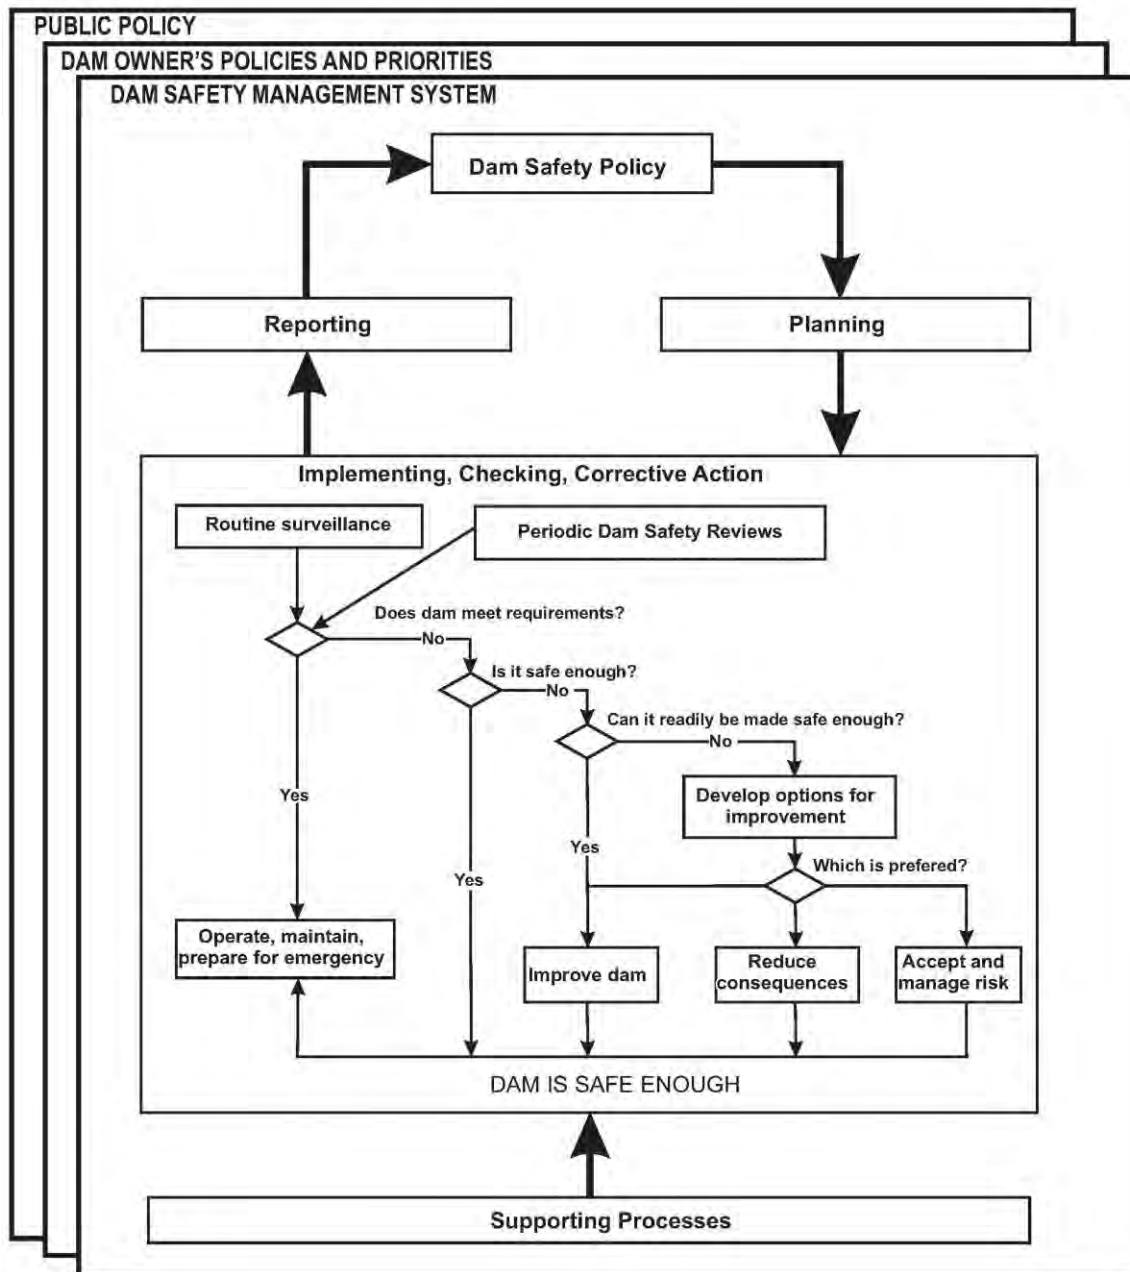 PUBLIC POLICY
DAM OWNER'S POLICIES AND PRIORITIES
DAM SAFETY MANAGEMENT SYSTEM
Dam Safety Policy
Reporting
Planning
Implementing, Checking, Corrective Action
Routine surveillance
Periodic Dam Safety Reviews
Does dam meet requirements?
No
Is it safe enough?
No
Can it readily be made safe enough?
No
Develop options for
improvement
Yes
Yes
Yes
Which is prefered?
Operate, maintain,
prepare for emergency
Improve dam
Reduce
consequences
Accept and
manage risk
DAM IS SAFE ENOUGH
Supporting Processes